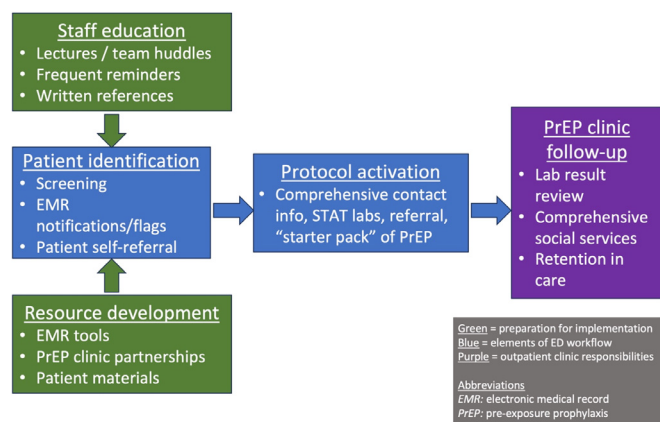 Staff education
• Lectures / team huddles
• Frequent reminders
• Written references
Patient identification
• Screening
• EMR
notifications/flags
• Patient self-referral
Resource development
• EMR tools
• PrEP clinic partnerships
• Patient materials
Protocol activation
• Comprehensive contact
info, STAT labs, referral,
“starter pack” of PrEP
PrEP clinic
follow-up
• Lab result
review
• Comprehensive
social services
• Retention in
care
Green = preparation for implementation
Blue = elements of ED workflow
Purple = outpatient clinic responsibilities
Abbreviations
EMR: electronic medical record
PrEP: pre-exposure prophylaxis